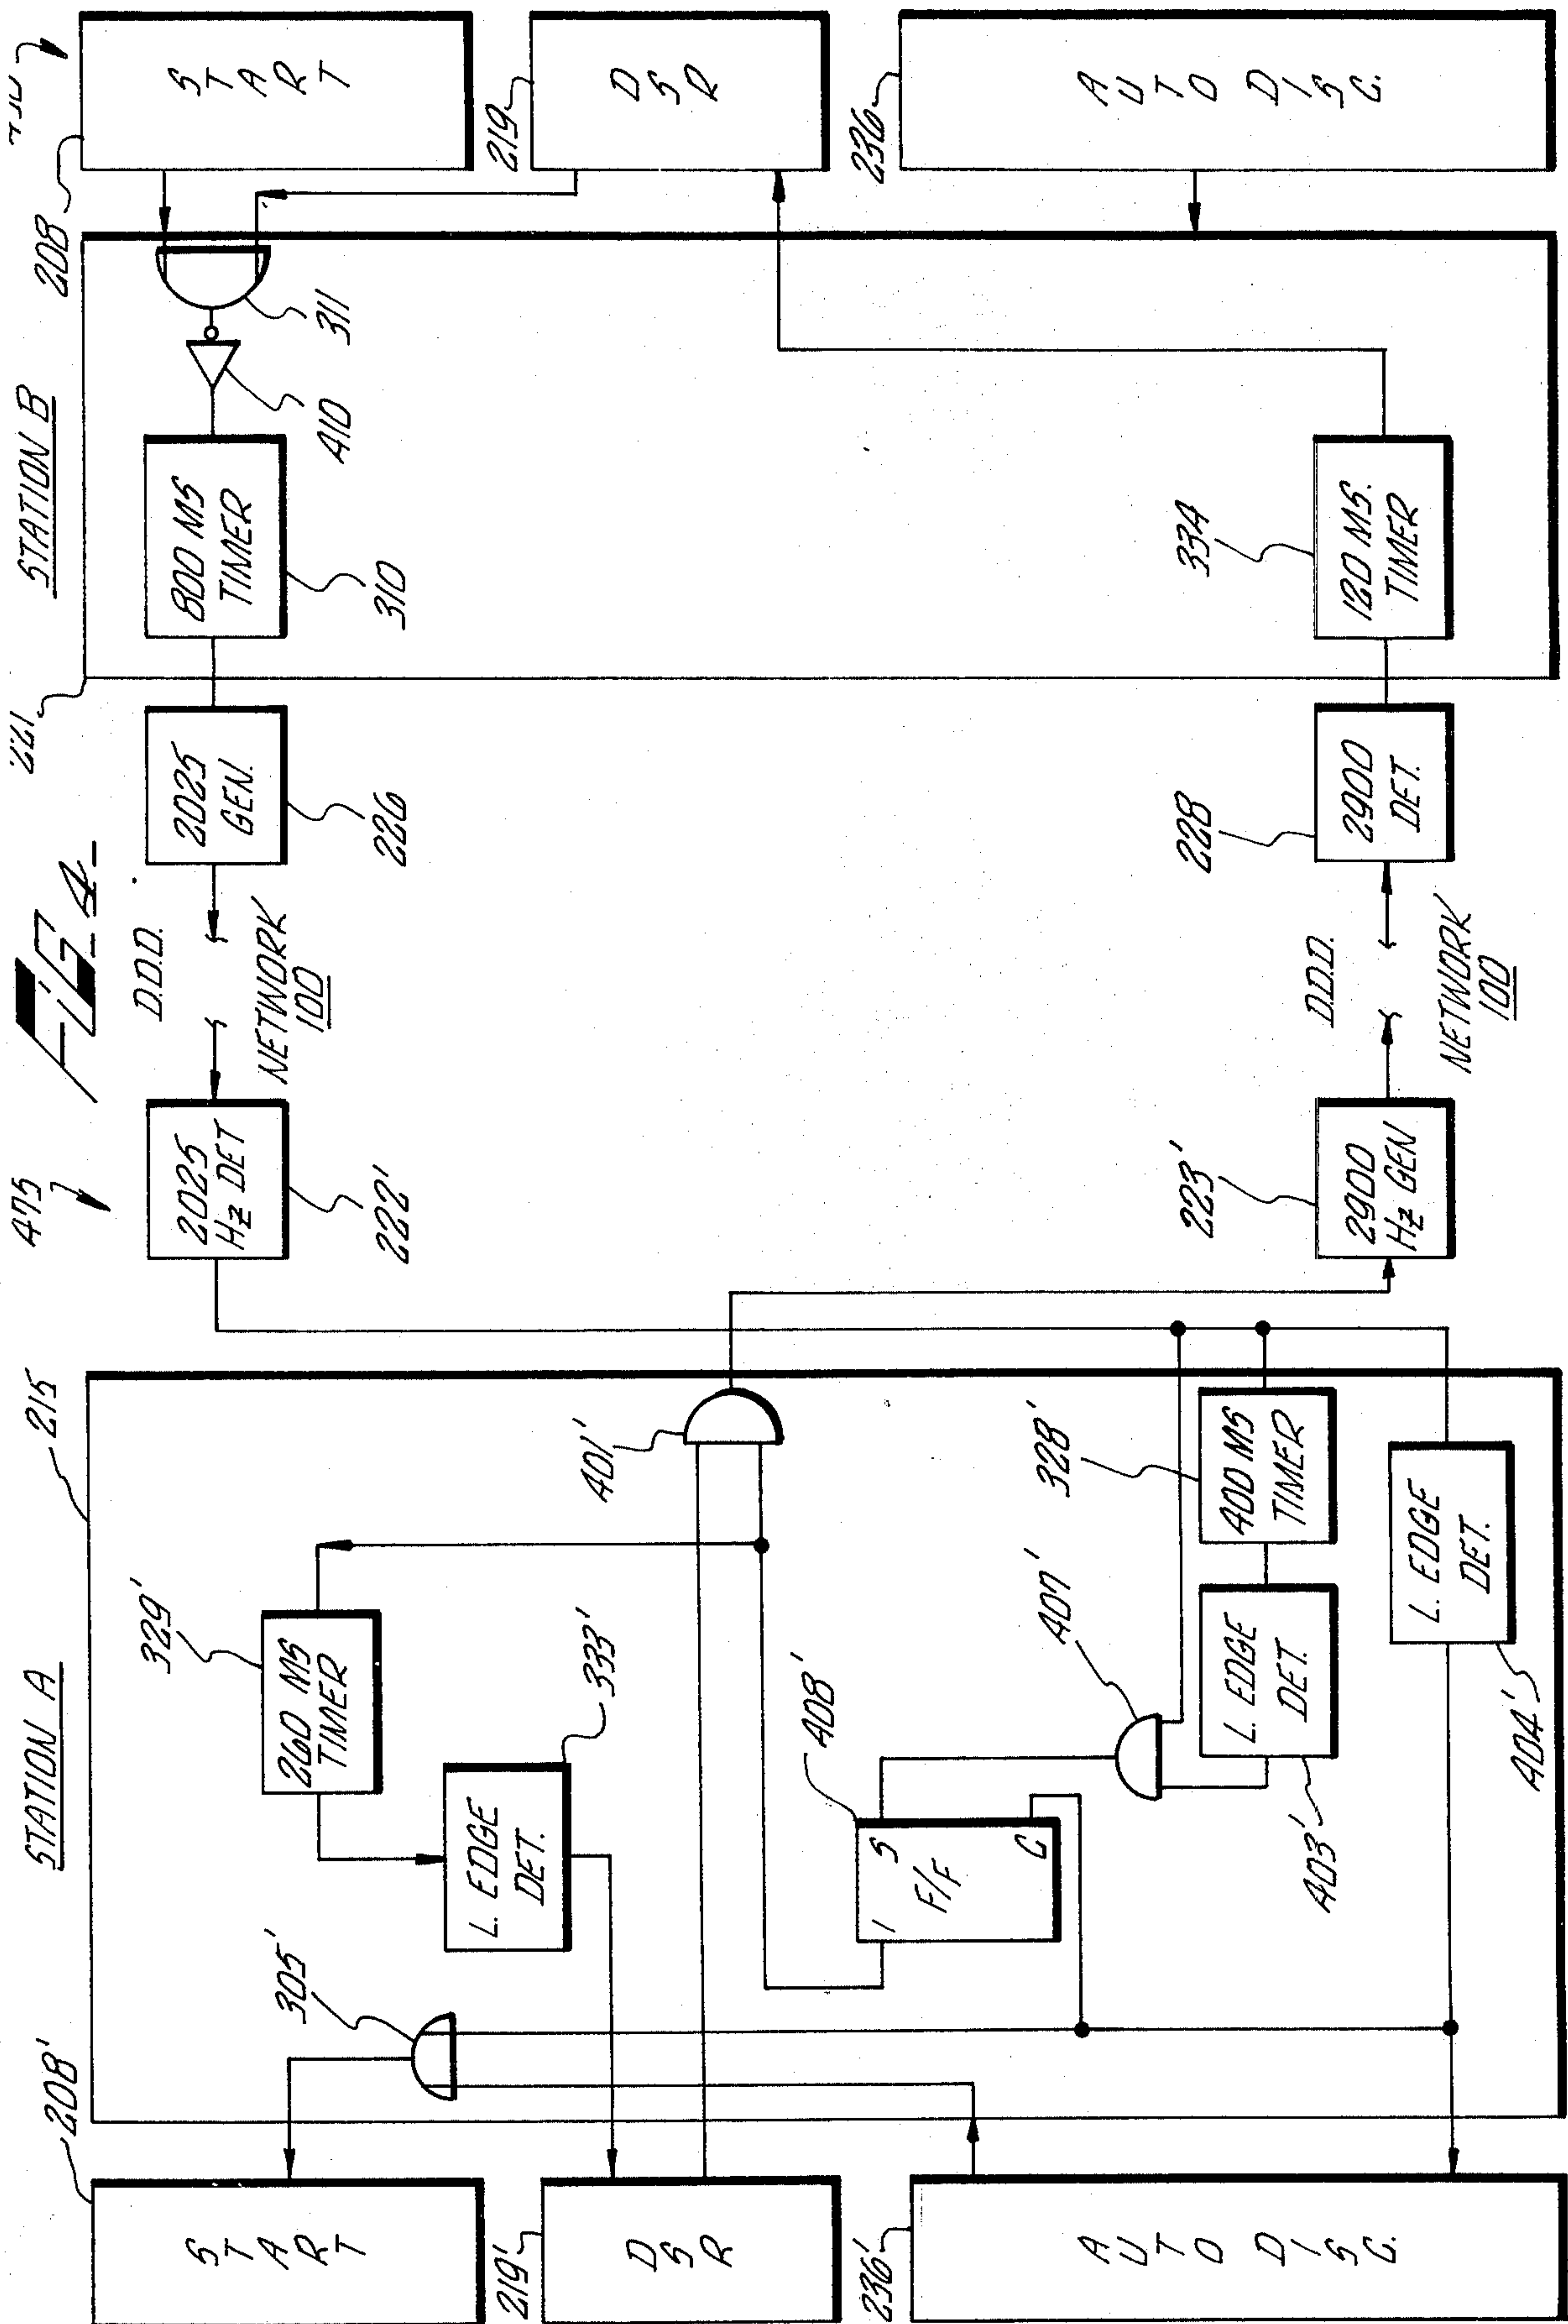 FIG_4_
STATION A
STATION B
475
208'
START
219'
DSR
236'
AUTO DISC.
215
305'
329'
260 MS
TIMER
333'
L. EDGE
DET.
401'
408'
1
S
F/F
C
407'
403'
L. EDGE
DET.
328'
400 MS
TIMER
404'
L. EDGE
DET.
2025
Hz DET
222'
D.D.D.
NETWORK
100
2025
GEN.
226
221
800 MS
TIMER
310
410
311
208
START
219
DSR
236
AUTO DISC.
223'
2900
Hz GEN
D.D.D.
NETWORK
100
228
2900
DET.
334
120 MS.
TIMER